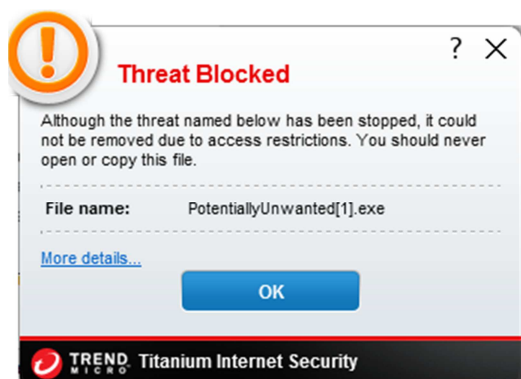 ?
Threat Blocked
Although the threat named below has been stopped, it could
not be removed due to access restrictions. You should never
open or copy this file.
File name: PotentiallyUnwanted[1].exe
More details...
OK
TREND MICRO Titanium Internet Security